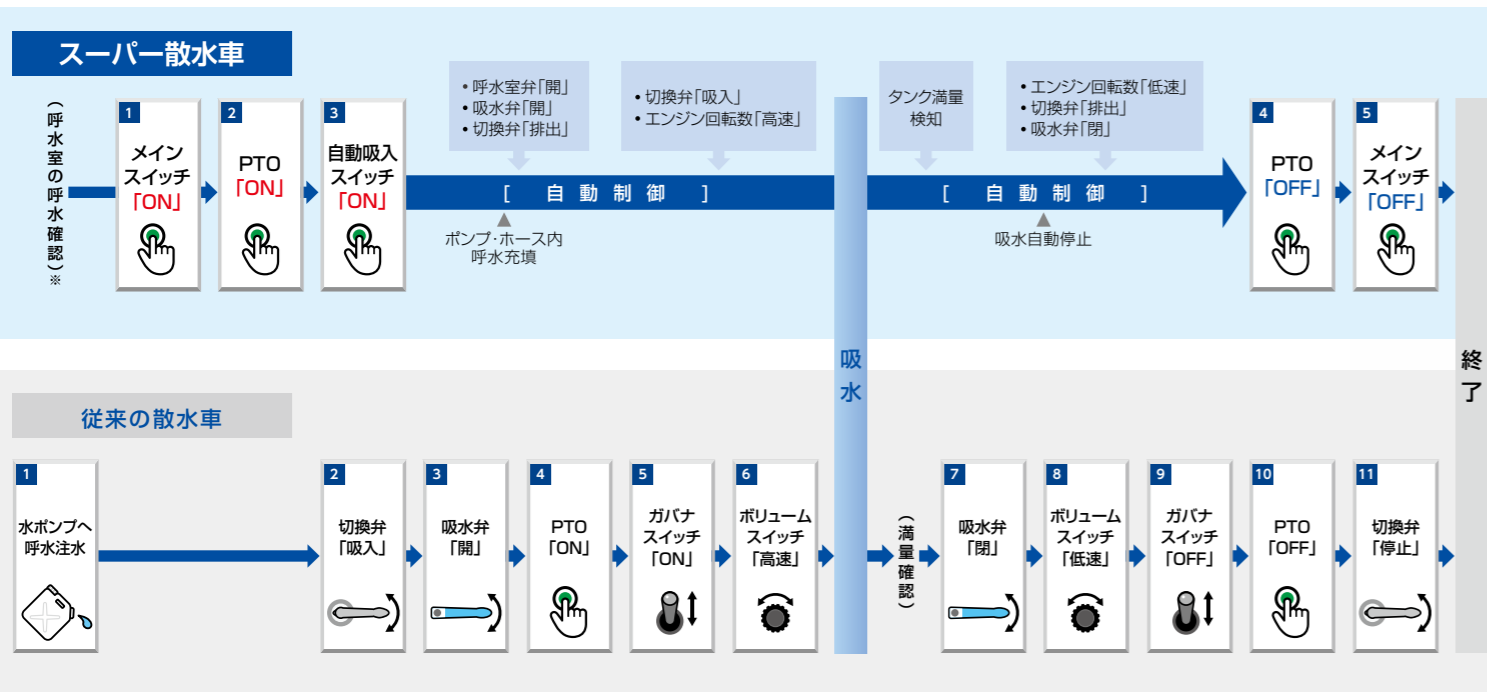 スーパー散水車
（呼水室の呼水確認）※
1
メイン
スイッチ
「ON」
2
PTO
「ON」
3
自動吸入
スイッチ
「ON」
• 呼水室弁「開」
• 吸水弁「開」
• 切換弁「排出」
• 切換弁「吸入」
• エンジン回転数「高速」
[ 自動制御 ]
ポンプ・ホース内
呼水充填
タンク満量
検知
• エンジン回転数「低速」
• 切換弁「排出」
• 吸水弁「閉」
[ 自動制御 ]
吸水自動停止
4
PTO
「OFF」
5
メイン
スイッチ
「OFF」
吸水
終了
従来の散水車
1
水ポンプへ
呼水注水
2
切換弁
「吸入」
3
吸水弁
「開」
4
PTO
「ON」
5
ガバナ
スイッチ
「ON」
6
ボリューム
スイッチ
「高速」
（満量確認）
7
吸水弁
「閉」
8
ボリューム
スイッチ
「低速」
9
ガバナ
スイッチ
「OFF」
10
PTO
「OFF」
11
切換弁
「停止」